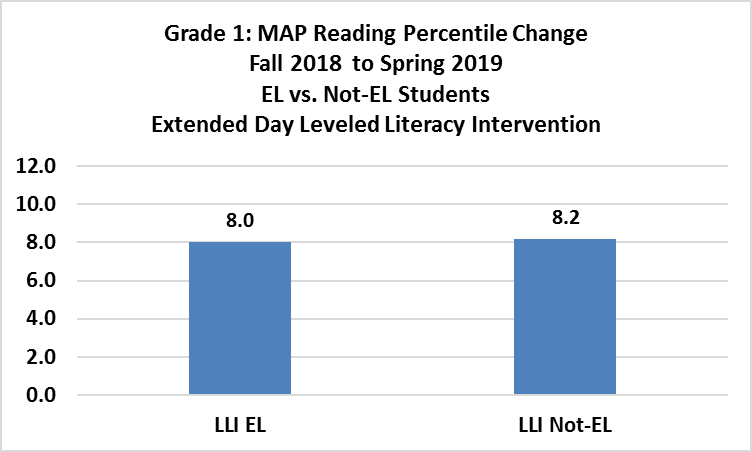 Grade 1: MAP Reading Percentile Change
Fall 2018 to Spring 2019
EL vs. Not-EL Students
Extended Day Leveled Literacy Intervention
12.0
10.0
8.0
6.0
4.0
2.0
0.0
8.0
8.2
LLI EL
LLI Not-EL